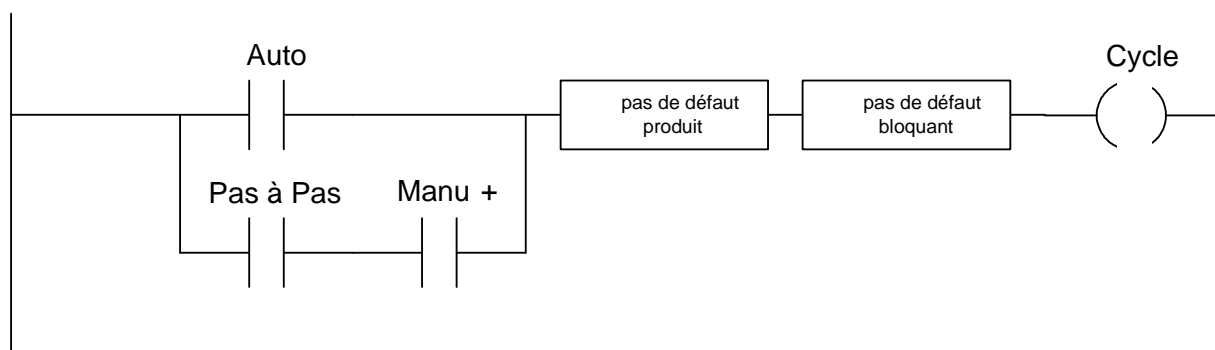 Auto
Cycle
pas de défaut
produit
pas de défaut
bloquant
Pas à Pas
Manu +